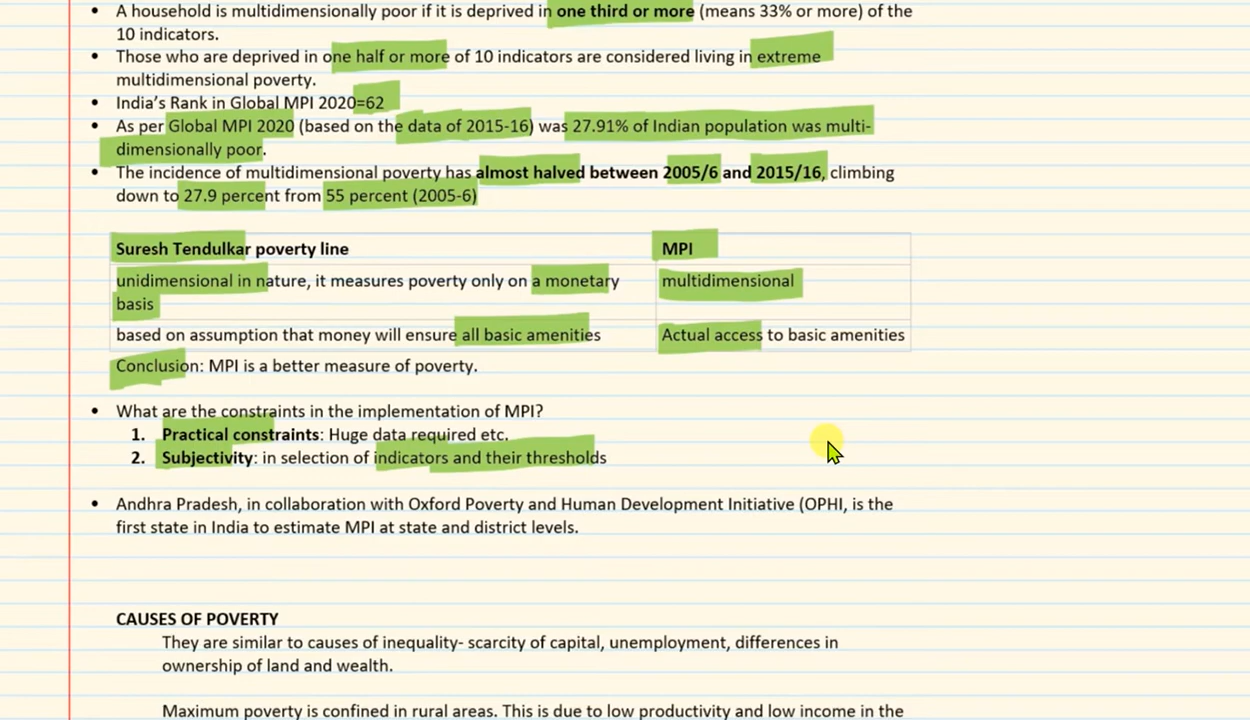 • A household is multidimensionally poor if it is deprived in one third or more (means 33% or more) of the
10 indicators.
• Those who are deprived in one half or more of 10 indicators are considered living in extreme
multidimensional poverty.
• India's Rank in Global MPI 2020=62
• As per Global MPI 2020 (based on the data of 2015-16) was 27.91% of Indian population was multi-
dimensionally poor.
• The incidence of multidimensional poverty has almost halved between 2005/6 and 2015/16, climbing
down to 27.9 percent from 55 percent (2005-6)
Suresh Tendulkar poverty line MPI
unidimensional in nature, it measures poverty only on a monetary multidimensional
basis
based on assumption that money will ensure all basic amenities Actual access to basic amenities
Conclusion: MPI is a better measure of poverty.
• What are the constraints in the implementation of MPI?
1. Practical constraints: Huge data required etc.
2. Subjectivity: in selection of indicators and their thresholds
• Andhra Pradesh, in collaboration with Oxford Poverty and Human Development Initiative (OPHI, is the
first state in India to estimate MPI at state and district levels.
CAUSES OF POVERTY
They are similar to causes of inequality- scarcity of capital, unemployment, differences in
ownership of land and wealth.
Maximum poverty is confined in rural areas. This is due to low productivity and low income in the